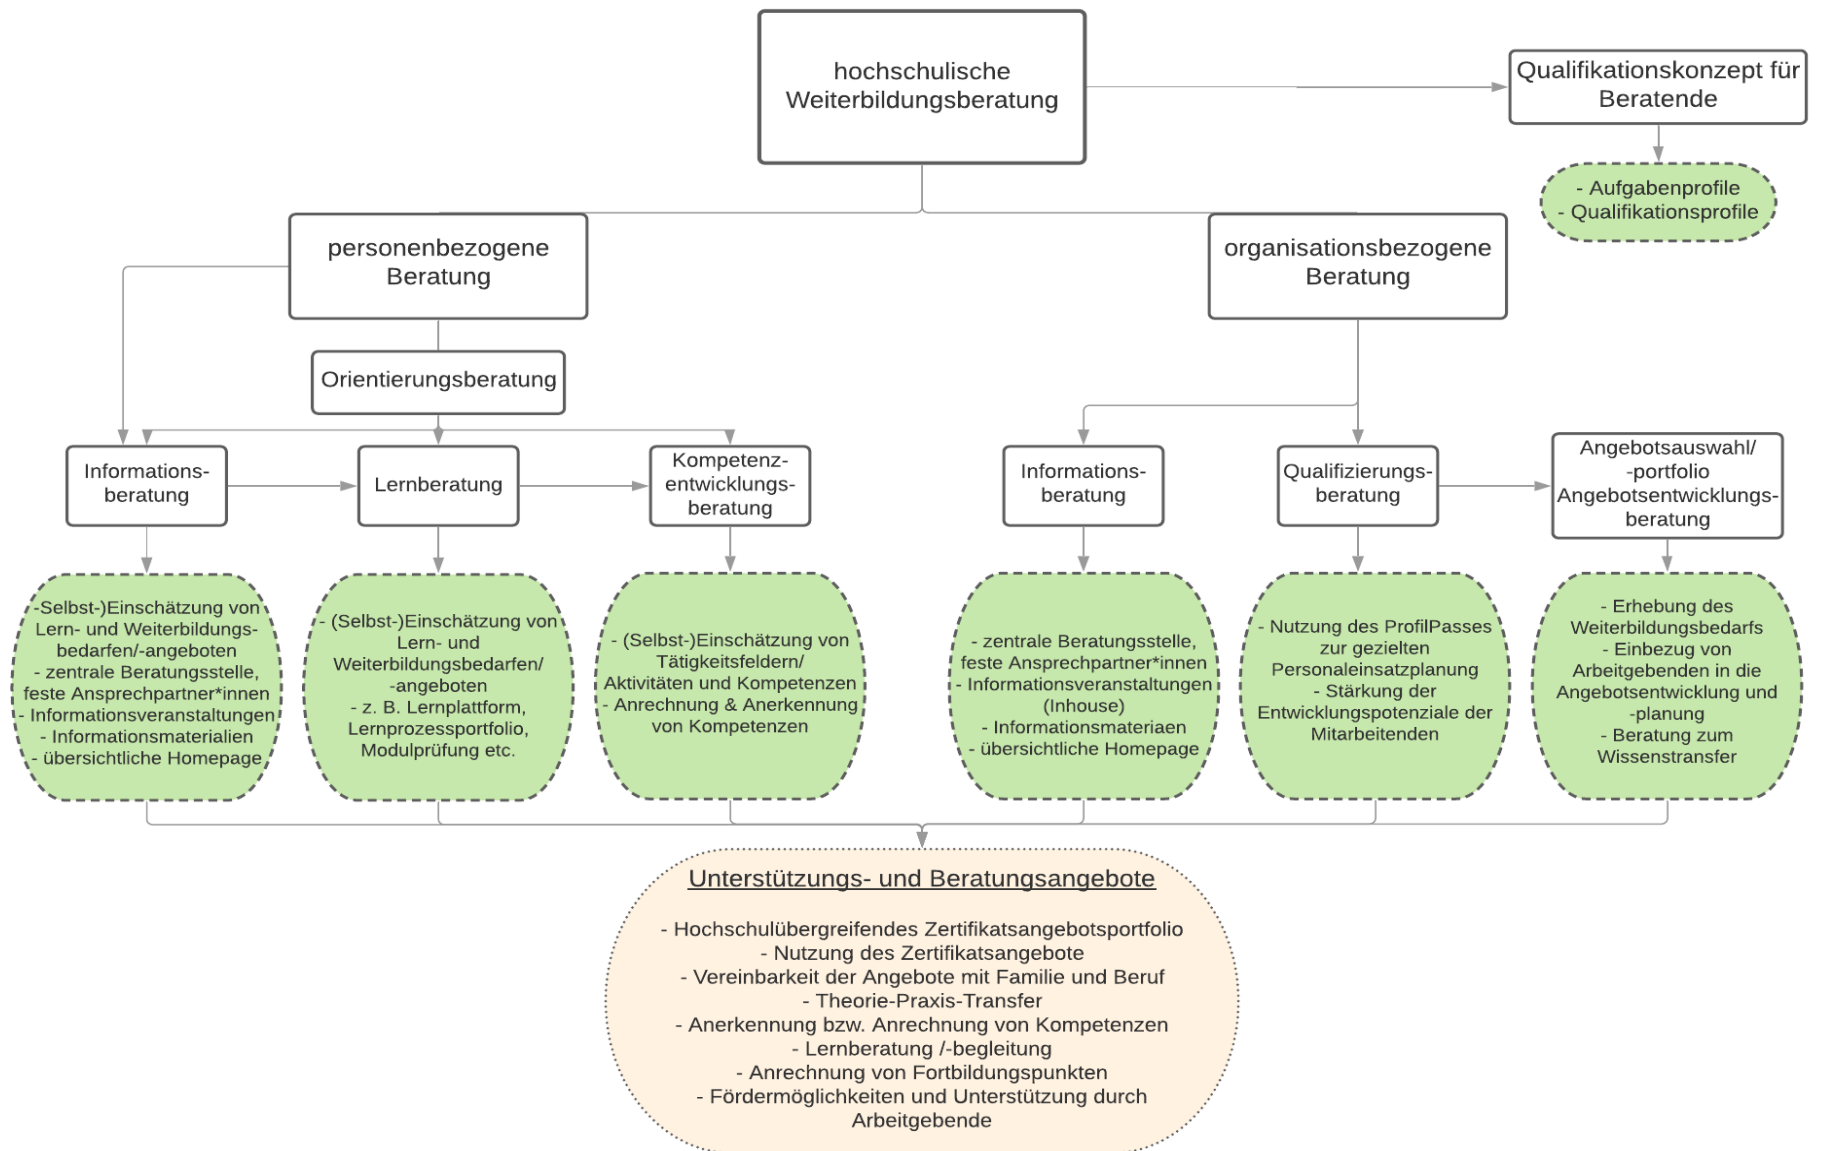 hochschulische
Weiterbildungsberatung
Qualifikationskonzept für
Beratende
- Aufgabenprofile
- Qualifikationsprofile
personenbezogene
Beratung
organisationsbezogene
Beratung
Orientierungsberatung
Informations-
beratung
Lernberatung
Kompetenz-
entwicklungs-
beratung
Informations-
beratung
Qualifizierungs-
beratung
Angebotsauswahl/
-portfolio
Angebotsentwicklungs-
beratung
-Selbst-)Einschätzung von
Lern- und Weiterbildungs-
bedarfen/-angeboten
- zentrale Beratungsstelle,
feste Ansprechpartner*innen
- Informationsveranstaltungen
- Informationsmaterialien
- übersichtliche Homepage
- (Selbst-)Einschätzung von
Lern- und
Weiterbildungsbedarfen/
-angeboten
- z. B. Lernplattform,
Lernprozessportfolio,
Modulprüfung etc.
- (Selbst-)Einschätzung von
Tätigkeitsfeldern/
Aktivitäten und Kompetenzen
- Anrechnung & Anerkennung
von Kompetenzen
- zentrale Beratungsstelle,
feste Ansprechpartner*innen
- Informationsveranstaltungen
(Inhouse)
- Informationsmateriaen
- übersichtliche Homepage
- Nutzung des ProfilPasses
zur gezielten
Personaleinsatzplanung
- Stärkung der
Entwicklungspotenziale der
Mitarbeitenden
- Erhebung des
Weiterbildungsbedarfs
- Einbezug von
Arbeitgebenden in die
Angebotsentwicklung und
-planung
- Beratung zum
Wissenstransfer
Unterstützungs- und Beratungsangebote
- Hochschulübergreifendes Zertifikatsangebotsportfolio
- Nutzung des Zertifikatsangebote
- Vereinbarkeit der Angebote mit Familie und Beruf
- Theorie-Praxis-Transfer
- Anerkennung bzw. Anrechnung von Kompetenzen
- Lernberatung /-begleitung
- Anrechnung von Fortbildungspunkten
- Fördermöglichkeiten und Unterstützung durch
Arbeitgebende